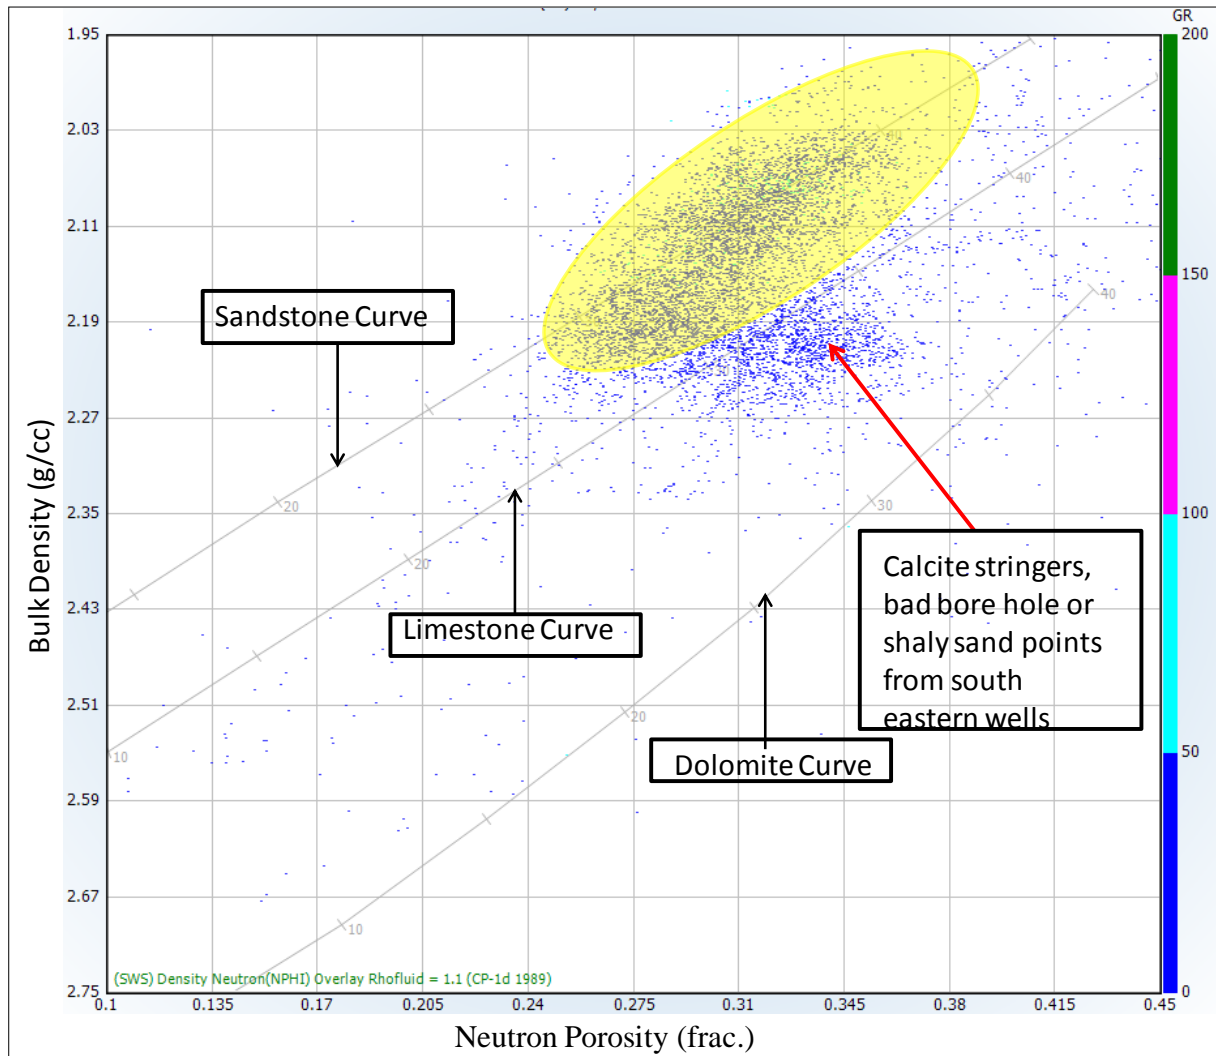 GR
1.95
200
40
2.03
40
2.11
150
40
Sandstone Curve
2.19
30
2.27
20
30
2.35
100
20
Calcite stringers,
bad bore hole or
shaly sand points
from south
eastern wells
2.43
Limestone Curve
Bulk Density (g/cc)
2.51
20
10
50
Dolomite Curve
2.59
2.67
10
(SWS) Density Neutron(NPHI) Overlay Rhofluid = 1.1 (CP-1d 1989)
2.75
0
0.1 0.135 0.17 0.205 0.24 0.275 0.31 0.345 0.38 0.415 0.45
Neutron Porosity (frac.)